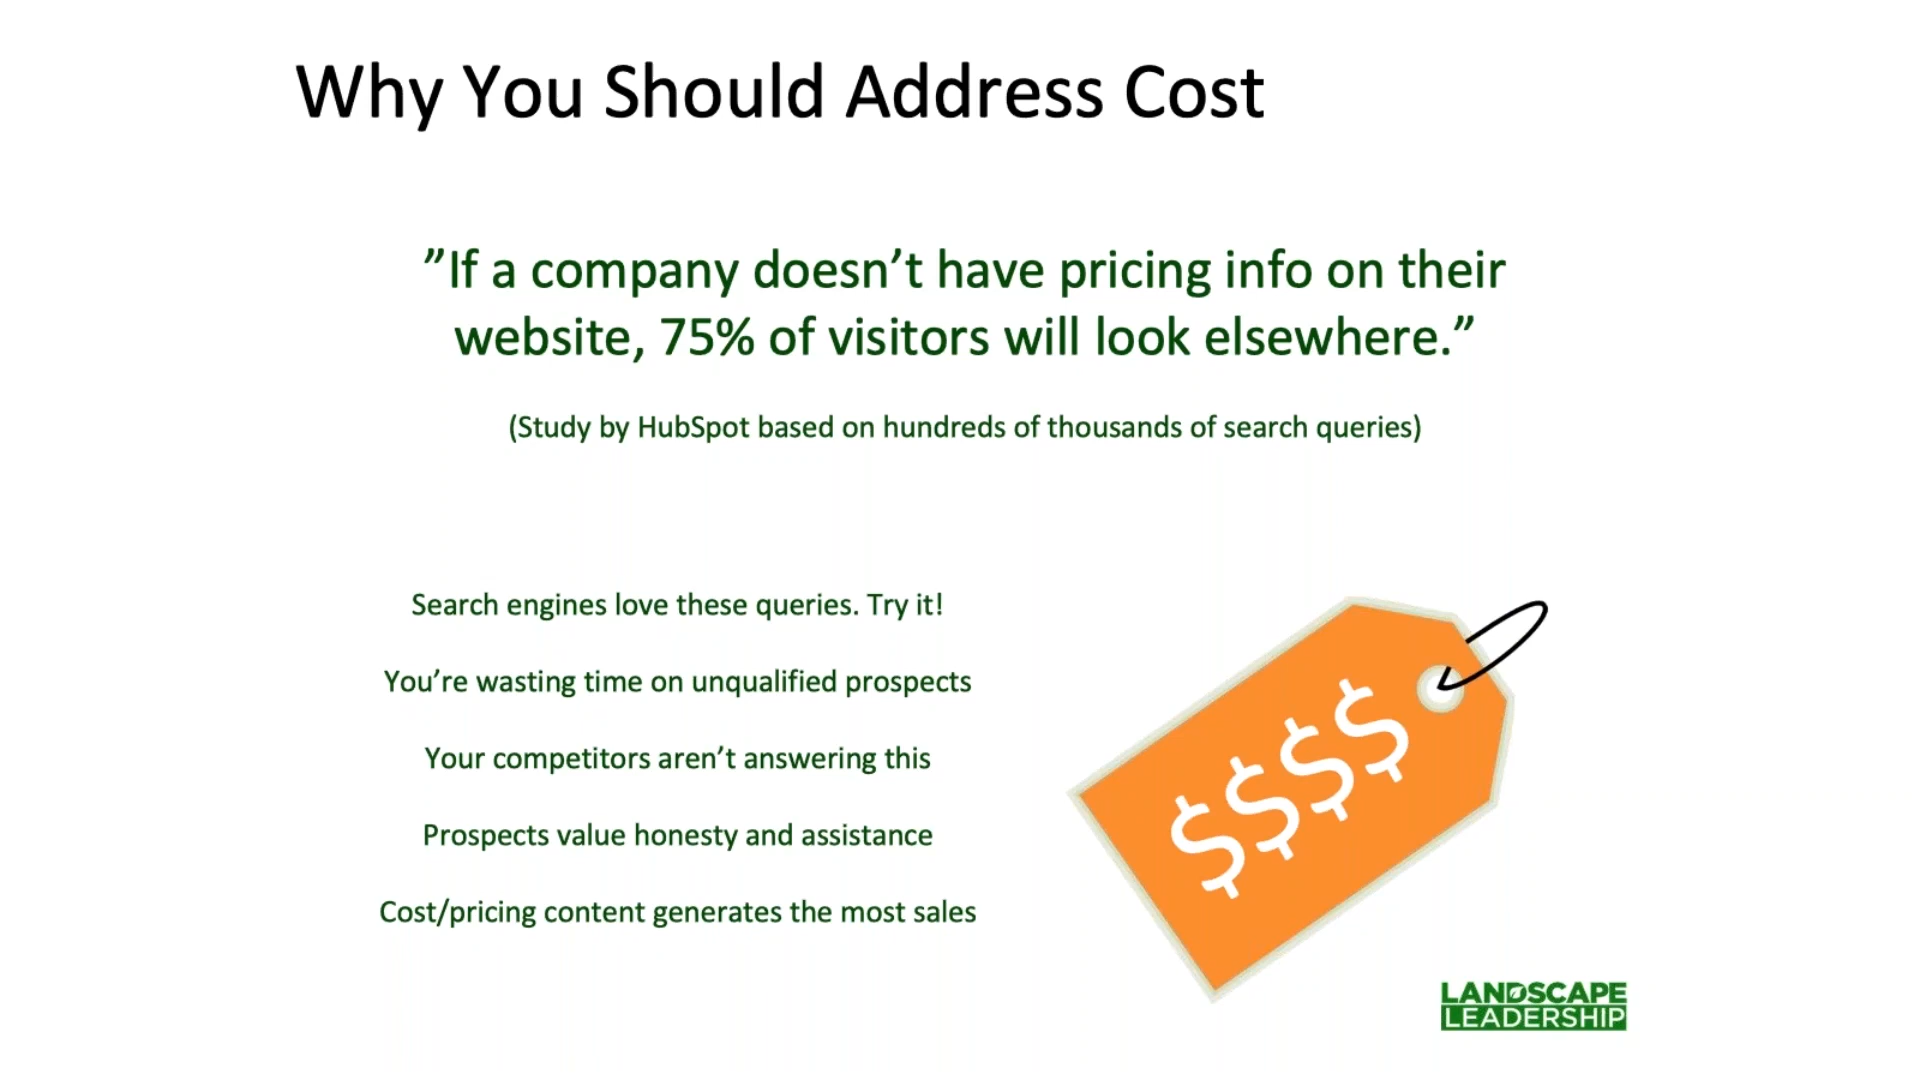 Why You Should Address Cost
”If a company doesn’t have pricing info on their
website, 75% of visitors will look elsewhere.”
(Study by HubSpot based on hundreds of thousands of search queries)
Search engines love these queries. Try it!
You’re wasting time on unqualified prospects
Your competitors aren’t answering this
Prospects value honesty and assistance
Cost/pricing content generates the most sales
$$$$
LANDSCAPE
LEADERSHIP